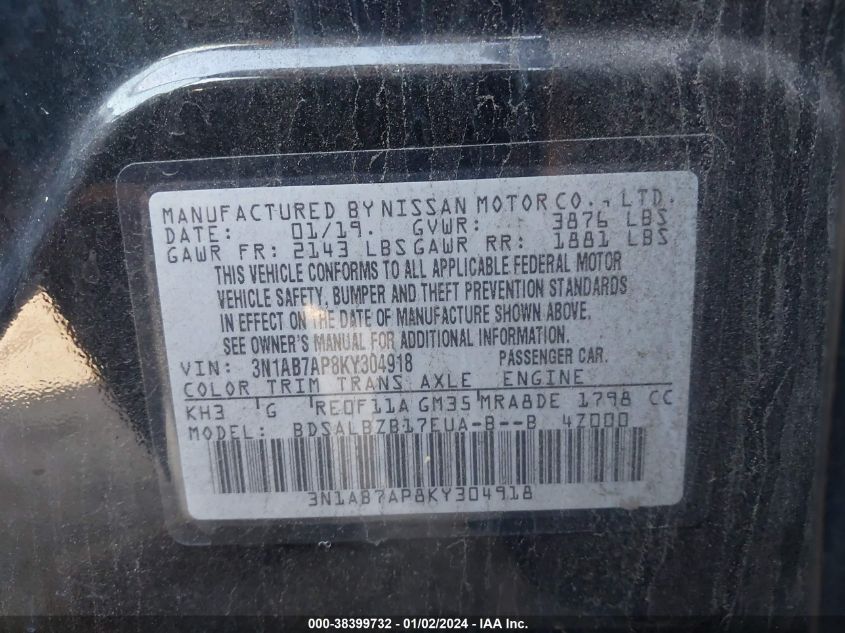 MANUFACTURED BY NISSAN MOTOR CO., LTD.
DATE: 01/19. GVWR: 3876 LBS
GAWR FR: 2143 LBS GAWR RR: 1881 LBS
THIS VEHICLE CONFORMS TO ALL APPLICABLE FEDERAL MOTOR
VEHICLE SAFETY, BUMPER AND THEFT PREVENTION STANDARDS
IN EFFECT ON THE DATE OF MANUFACTURE SHOWN ABOVE.
SEE OWNER'S MANUAL FOR ADDITIONAL INFORMATION.
VIN: 3N1AB7AP8KY304918 PASSENGER CAR.
COLOR TRIM TRANS AXLE ENGINE
KH3 G RE0F11A GM35 MRA8DE 1798 CC
MODEL: BDSALBZB17EUA-B--B 4Z000
3N1AB7AP8KY304918
000-38399732 - 01/02/2024 - IAA Inc.